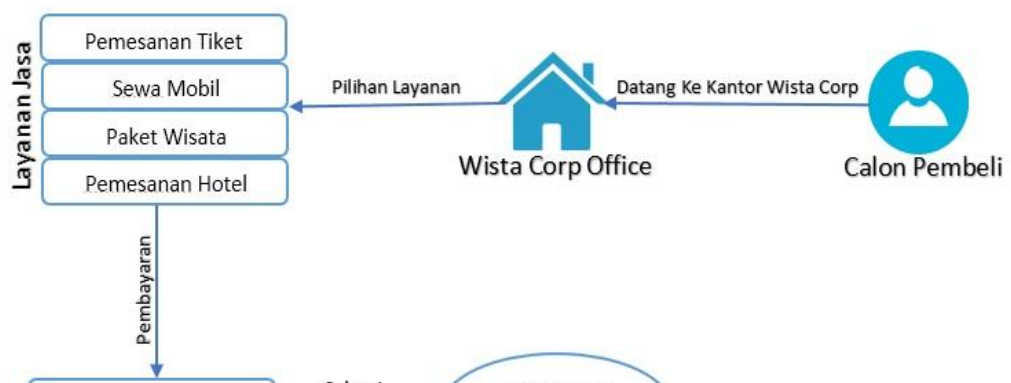 Layanan Jasa
Pemesanan Tiket
Sewa Mobil
Paket Wisata
Pemesanan Hotel
Pilihan Layanan
Wista Corp Office
Datang Ke Kantor Wista Corp
Calon Pembeli
Pembayaran